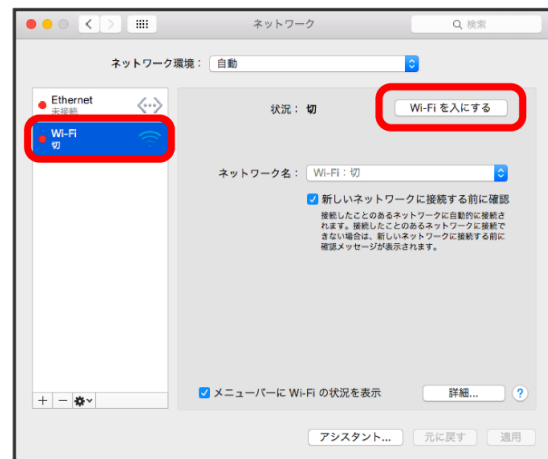 ネットワーク
検索
ネットワーク環境： 自動
Ethernet
未接続
Wi-Fi
切
状況： 切
Wi-Fi を入にする
ネットワーク名： Wi-Fi：切
新しいネットワークに接続する前に確認
接続したことのあるネットワークに自動的に接続さ
れます。接続したことのあるネットワークに接続で
きない場合は、新しいネットワークに接続する前に
確認メッセージが表示されます。
メニューバーに Wi-Fi の状況を表示
詳細...
?
アシスタント...
元に戻す
適用